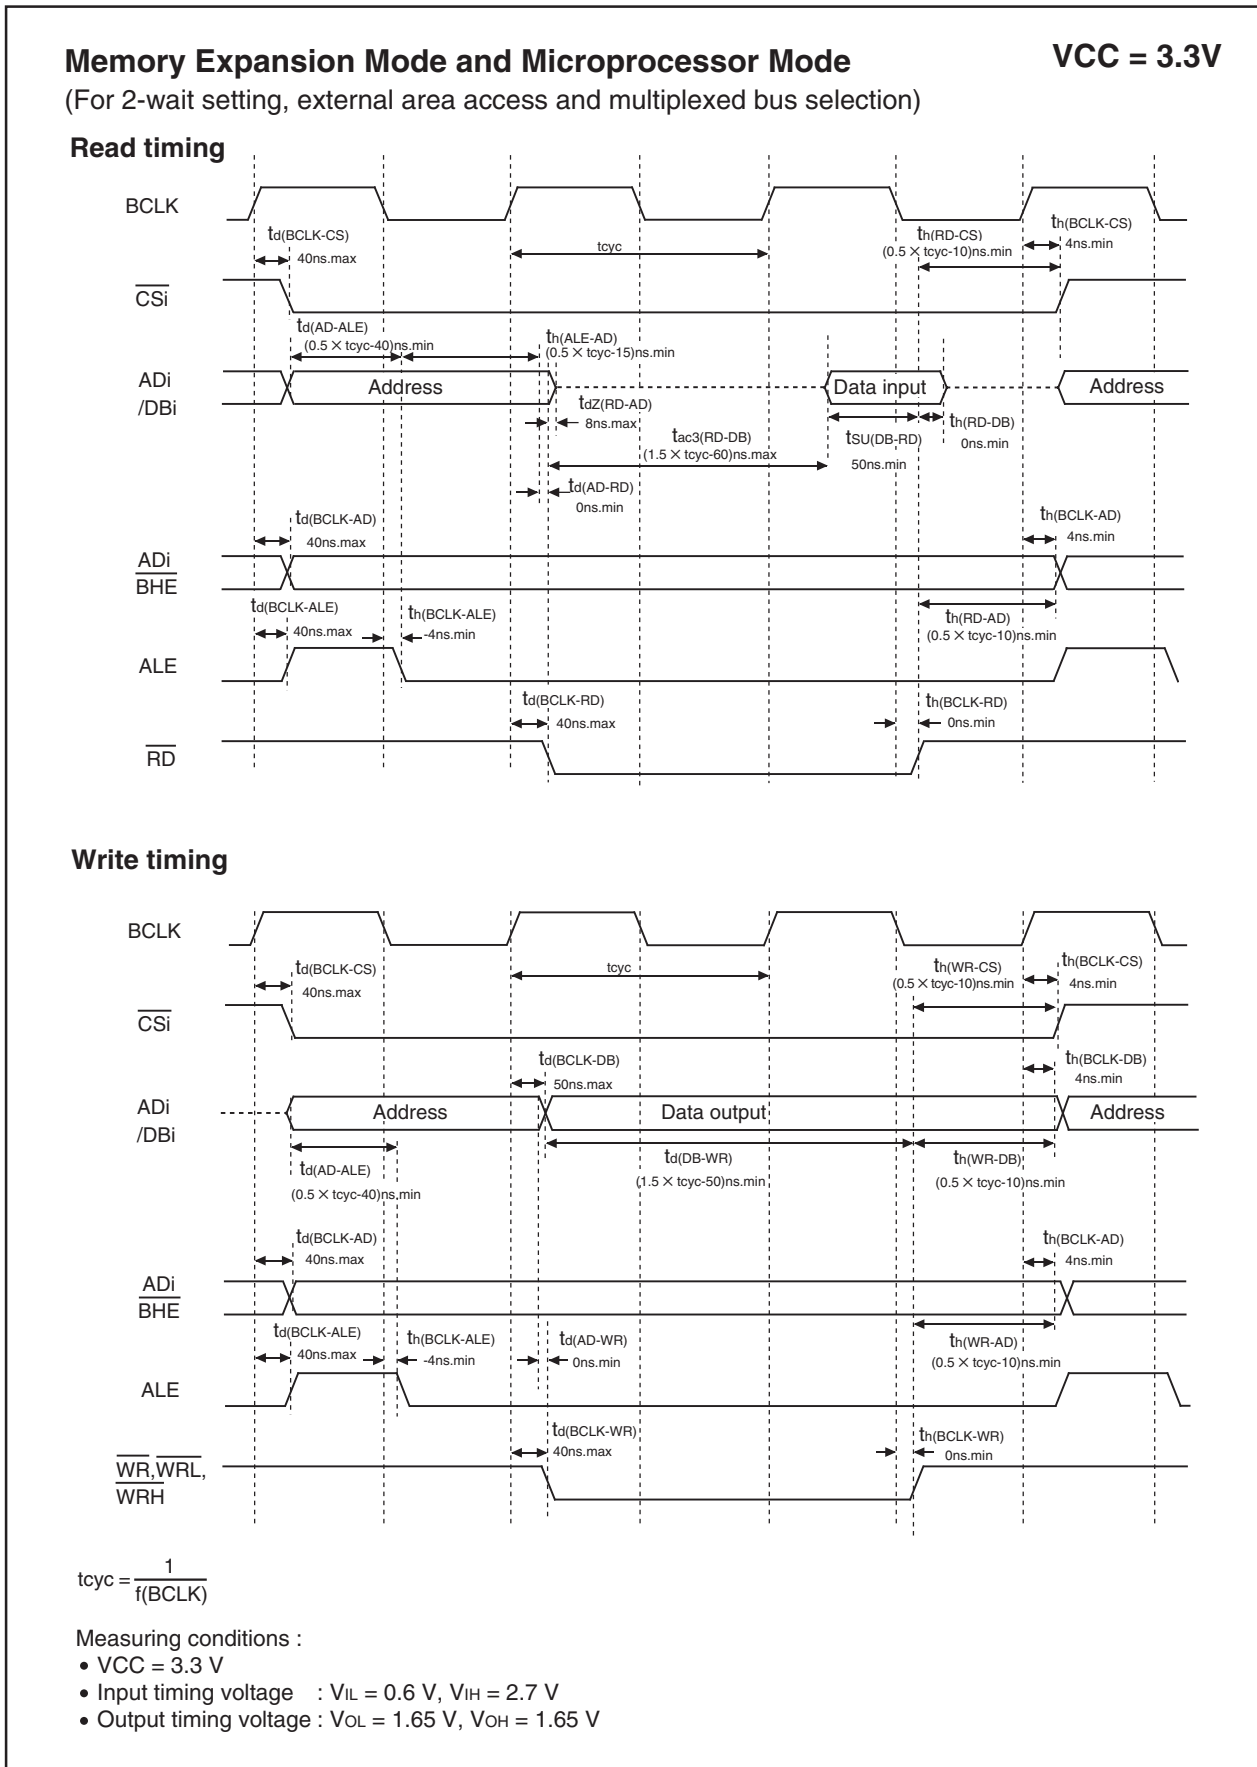 Memory Expansion Mode and Microprocessor Mode
VCC = 3.3V
(For 2-wait setting, external area access and multiplexed bus selection)
Read timing
BCLK
td(BCLK-CS)
40ns.max
tcyc
th(RD-CS)
(0.5 × tcyc-10)ns.min
th(BCLK-CS)
4ns.min
CSi
td(AD-ALE)
(0.5 × tcyc-40)ns.min
th(ALE-AD)
(0.5 × tcyc-15)ns.min
ADi
/DBi
Address
Data input
Address
tdZ(RD-AD)
8ns.max
tac3(RD-DB)
(1.5 × tcyc-60)ns.max
tSU(DB-RD)
50ns.min
th(RD-DB)
0ns.min
td(AD-RD)
0ns.min
td(BCLK-AD)
40ns.max
th(BCLK-AD)
4ns.min
ADi
BHE
td(BCLK-ALE)
40ns.max
th(BCLK-ALE)
-4ns.min
th(RD-AD)
(0.5 × tcyc-10)ns.min
ALE
td(BCLK-RD)
40ns.max
th(BCLK-RD)
0ns.min
RD
Write timing
BCLK
td(BCLK-CS)
40ns.max
tcyc
th(WR-CS)
(0.5 × tcyc-10)ns.min
th(BCLK-CS)
4ns.min
CSi
td(BCLK-DB)
50ns.max
th(BCLK-DB)
4ns.min
ADi
/DBi
Address
Data output
Address
td(AD-ALE)
(0.5 × tcyc-40)ns.min
td(DB-WR)
(1.5 × tcyc-50)ns.min
th(WR-DB)
(0.5 × tcyc-10)ns.min
td(BCLK-AD)
40ns.max
th(BCLK-AD)
4ns.min
ADi
BHE
td(BCLK-ALE)
40ns.max
th(BCLK-ALE)
-4ns.min
td(AD-WR)
0ns.min
th(WR-AD)
(0.5 × tcyc-10)ns.min
ALE
td(BCLK-WR)
40ns.max
th(BCLK-WR)
0ns.min
WR,WRL,
WRH
tcyc = 1
f(BCLK)
Measuring conditions :
• VCC = 3.3 V
• Input timing voltage : VIL = 0.6 V, VIH = 2.7 V
• Output timing voltage : VOL = 1.65 V, VOH = 1.65 V